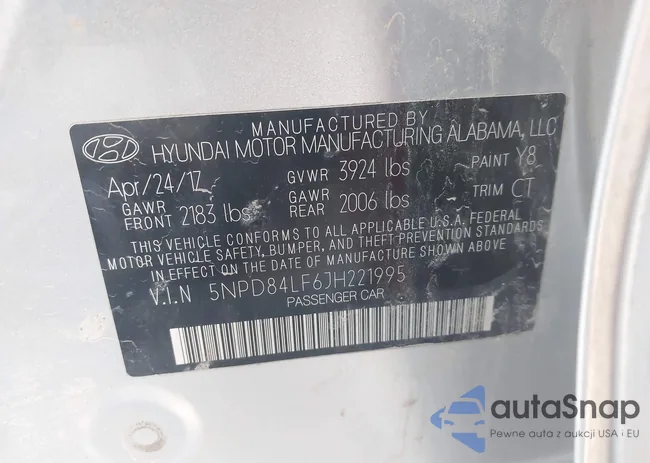 MANUFACTURED BY
HYUNDAI MOTOR MANUFACTURING ALABAMA, LLC
Apr/24/17 GVWR 3924 lbs PAINT Y8
GAWR FRONT 2183 lbs GAWR REAR 2006 lbs TRIM CT
THIS VEHICLE CONFORMS TO ALL APPLICABLE U.S.A. FEDERAL
MOTOR VEHICLE SAFETY, BUMPER, AND THEFT PREVENTION STANDARDS
IN EFFECT ON THE DATE OF MANUFACTURE SHOWN ABOVE
V.I.N 5NPD84LF6JH221995
PASSENGER CAR
autaSnap
Pewne auta z aukcji USA i EU